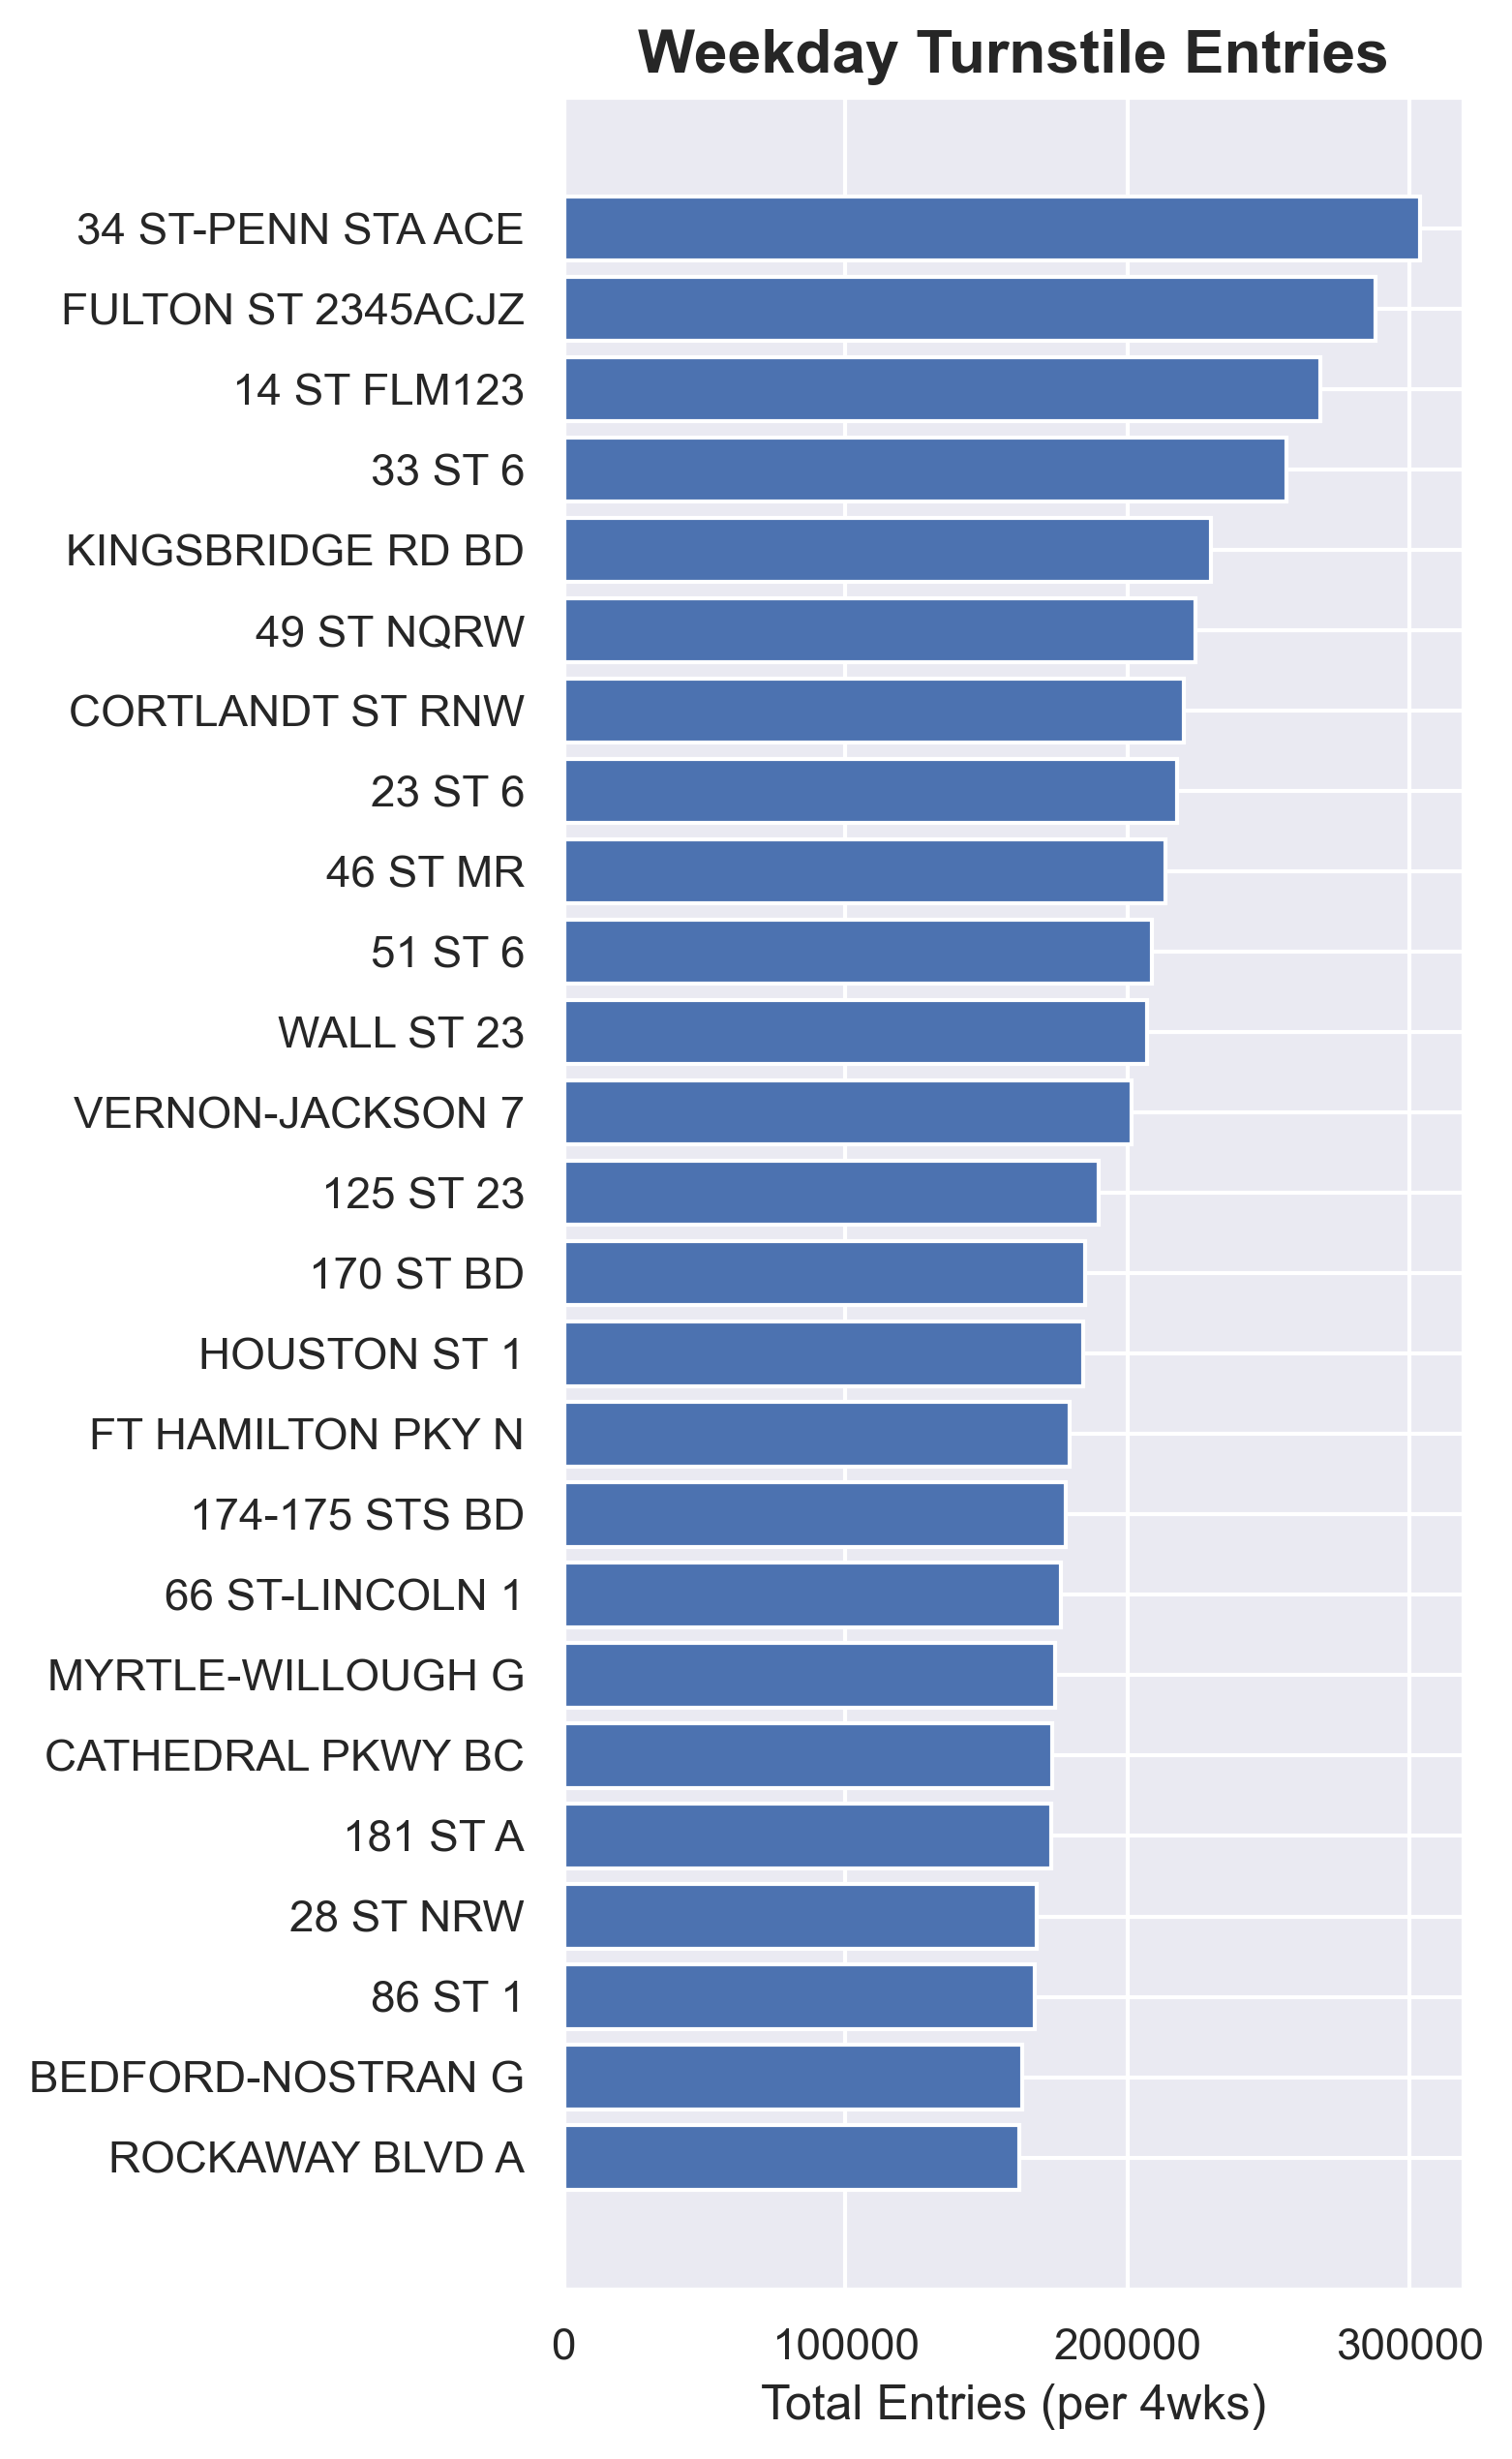 Weekday Turnstile Entries
34 ST-PENN STA ACE
FULTON ST 2345ACJZ
14 ST FLM123
33 ST 6
KINGSBRIDGE RD BD
49 ST NQRW
CORTLANDT ST RNW
23 ST 6
46 ST MR
51 ST 6
WALL ST 23
VERNON-JACKSON 7
125 ST 23
170 ST BD
HOUSTON ST 1
FT HAMILTON PKY N
174-175 STS BD
66 ST-LINCOLN 1
MYRTLE-WILLOUGH G
CATHEDRAL PKWY BC
181 ST A
28 ST NRW
86 ST 1
BEDFORD-NOSTRAN G
ROCKAWAY BLVD A
0 100000 200000 300000
Total Entries (per 4wks)